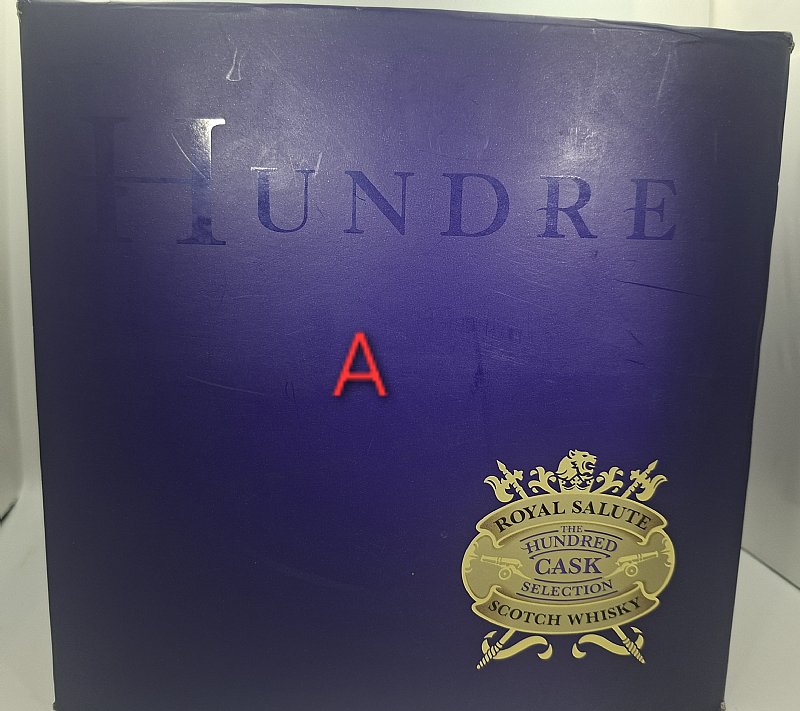 HUNDRE
A
ROYAL SALUTE
THE
HUNDRED
CASK
SELECTION
SCOTCH WHISKY